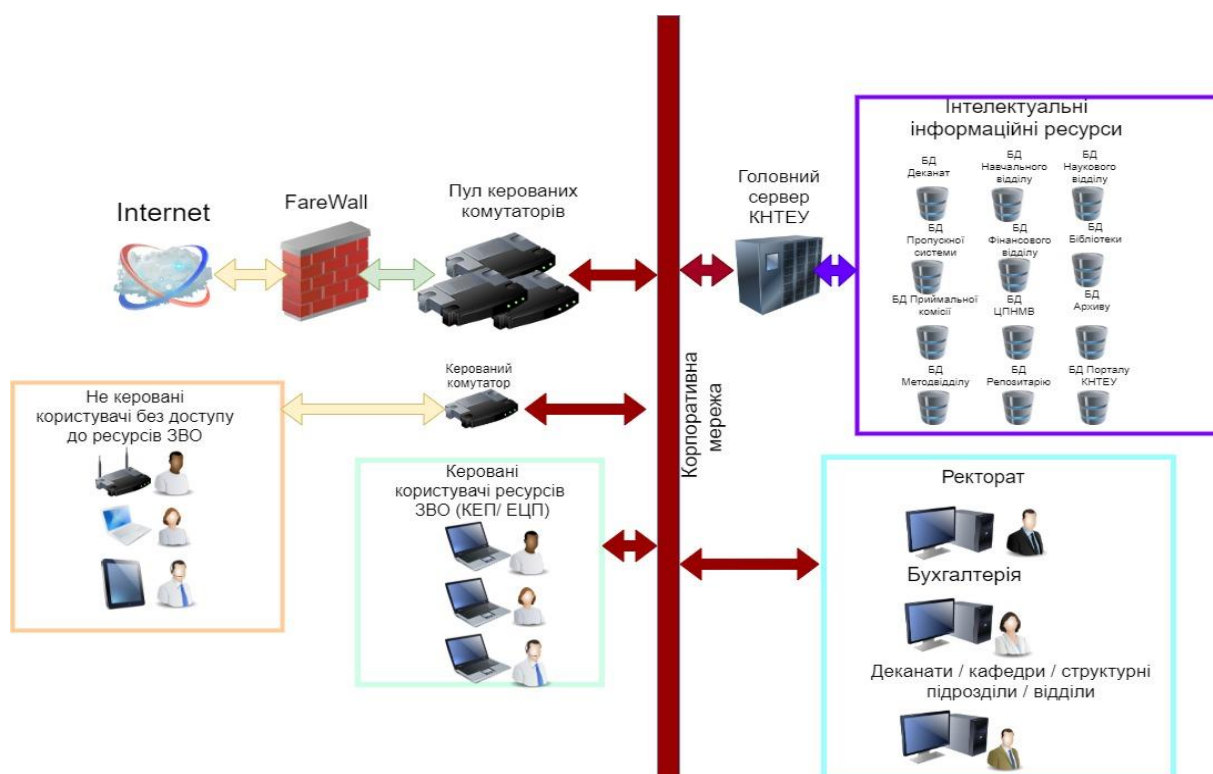 Internet
FareWall
Пул керованих
комутаторів
Головний
сервер
КНТЕУ
Інтелектуальні
інформаційні ресурси
БД
Деканат
БД
Навчального
відділу
БД
Наукового
відділу
БД
Пропускної
системи
БД
Фінансового
відділу
БД
Бібліотеки
БД Приймальної
комісії
БД
ЦПНМВ
БД
Архиву
БД
Методвідділу
БД
Репозитарію
БД Порталу
КНТЕУ
Керований
комутатор
Не керовані
користувачі без доступу
до ресурсів ЗВО
Керовані
користувачі ресурсів
ЗВО (КЕП/ ЕЦП)
Корпоративна
мережа
Ректорат
Бухгалтерія
Деканати / кафедри / структурні
підрозділи / відділи